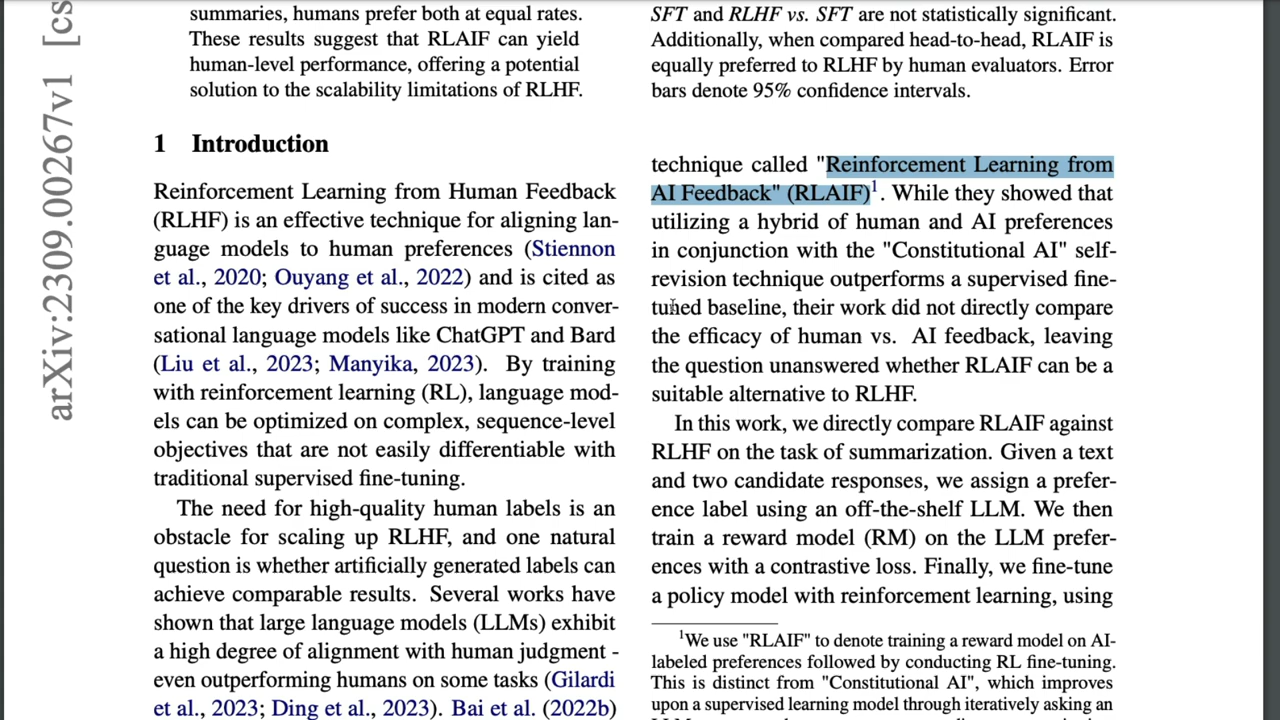 arXiv:2309.00267v1 [cs
summaries, humans prefer both at equal rates.
These results suggest that RLAIF can yield
human-level performance, offering a potential
solution to the scalability limitations of RLHF.
1 Introduction
Reinforcement Learning from Human Feedback
(RLHF) is an effective technique for aligning lan-
guage models to human preferences (Stiennon
et al., 2020; Ouyang et al., 2022) and is cited as
one of the key drivers of success in modern conver-
sational language models like ChatGPT and Bard
(Liu et al., 2023; Manyika, 2023). By training
with reinforcement learning (RL), language mod-
els can be optimized on complex, sequence-level
objectives that are not easily differentiable with
traditional supervised fine-tuning.
The need for high-quality human labels is an
obstacle for scaling up RLHF, and one natural
question is whether artificially generated labels can
achieve comparable results. Several works have
shown that large language models (LLMs) exhibit
a high degree of alignment with human judgment -
even outperforming humans on some tasks (Gilardi
et al., 2023; Ding et al., 2023). Bai et al. (2022b)
SFT and RLHF vs. SFT are not statistically significant.
Additionally, when compared head-to-head, RLAIF is
equally preferred to RLHF by human evaluators. Error
bars denote 95% confidence intervals.
technique called "Reinforcement Learning from
AI Feedback" (RLAIF)1. While they showed that
utilizing a hybrid of human and AI preferences
in conjunction with the "Constitutional AI" self-
revision technique outperforms a supervised fine-
tuned baseline, their work did not directly compare
the efficacy of human vs. AI feedback, leaving
the question unanswered whether RLAIF can be a
suitable alternative to RLHF.
In this work, we directly compare RLAIF against
RLHF on the task of summarization. Given a text
and two candidate responses, we assign a prefer-
ence label using an off-the-shelf LLM. We then
train a reward model (RM) on the LLM prefer-
ences with a contrastive loss. Finally, we fine-tune
a policy model with reinforcement learning, using
1We use "RLAIF" to denote training a reward model on AI-
labeled preferences followed by conducting RL fine-tuning.
This is distinct from "Constitutional AI", which improves
upon a supervised learning model through iteratively asking an